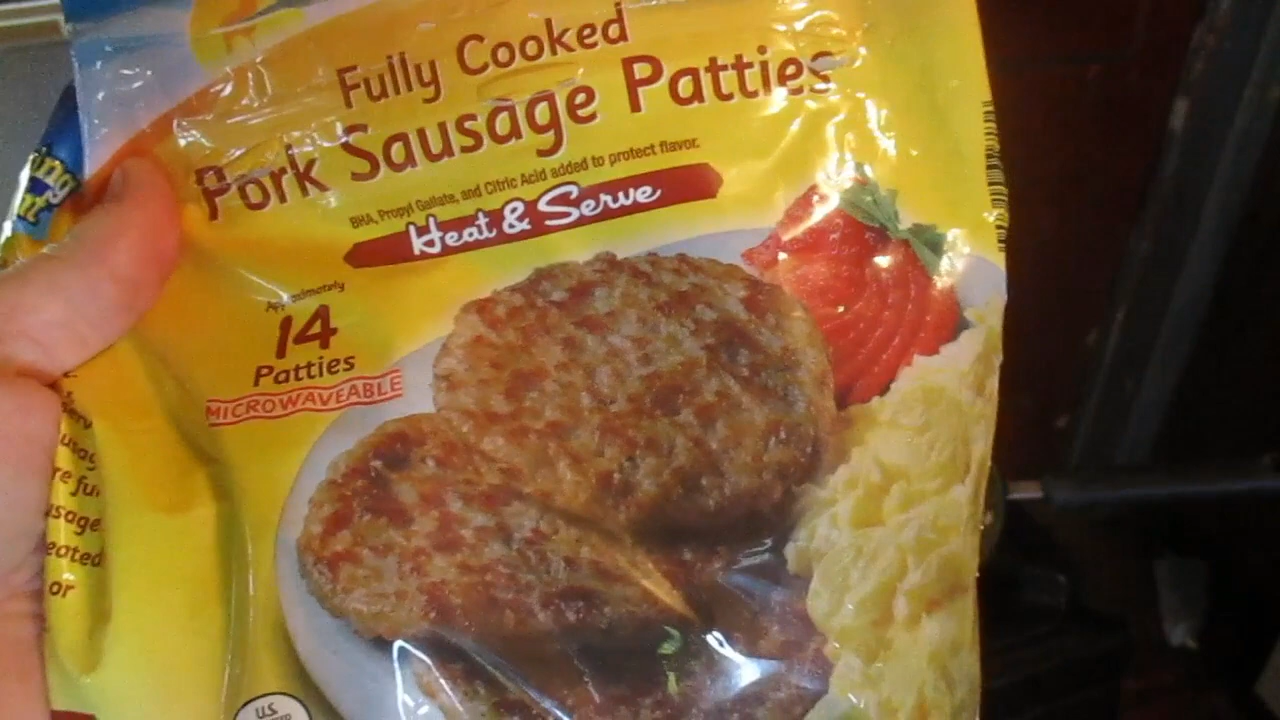 Fully Cooked
Pork Sausage Patties
BHA, Propyl Gallate, and Citric Acid added to protect flavor.
Heat & Serve
Approximately
14
Patties
MICROWAVEABLE
or
U.S.